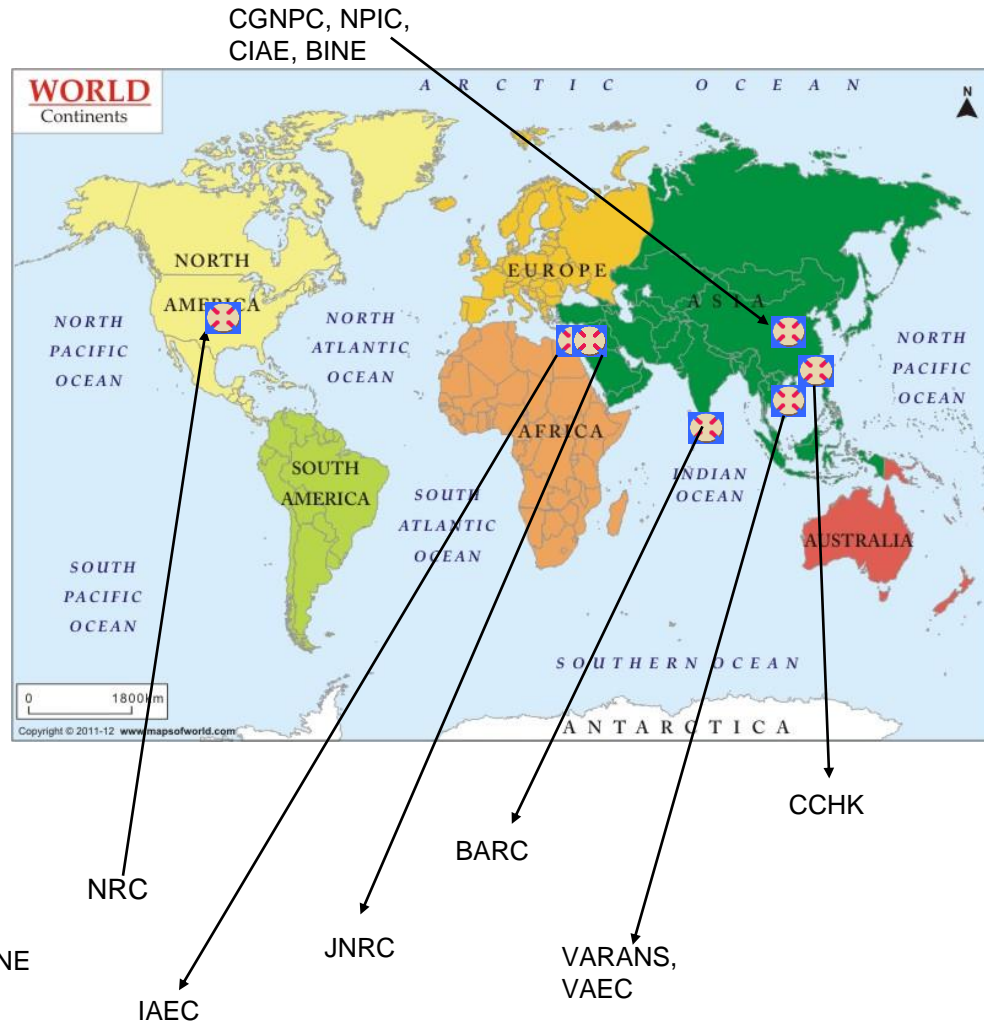 CGNPC, NPIC,
CIAE, BINE
WORLD
Continents
A R C T I C O C E A N
N
NORTH
AMERICA
EUROPE
ASIA
NORTH
PACIFIC
OCEAN
NORTH
ATLANTIC
OCEAN
NORTH
PACIFIC
OCEAN
AFRICA
SOUTH
AMERICA
INDIAN
OCEAN
SOUTH
ATLANTIC
OCEAN
AUSTRALIA
SOUTH
PACIFIC
OCEAN
SOUTHERN OCEAN
0 1800km
ANTARCTICA
Copyright © 2011-12 www.mapsofworld.com
CCHK
BARC
NRC
JNRC
VARANS,
VAEC
NE
IAEC